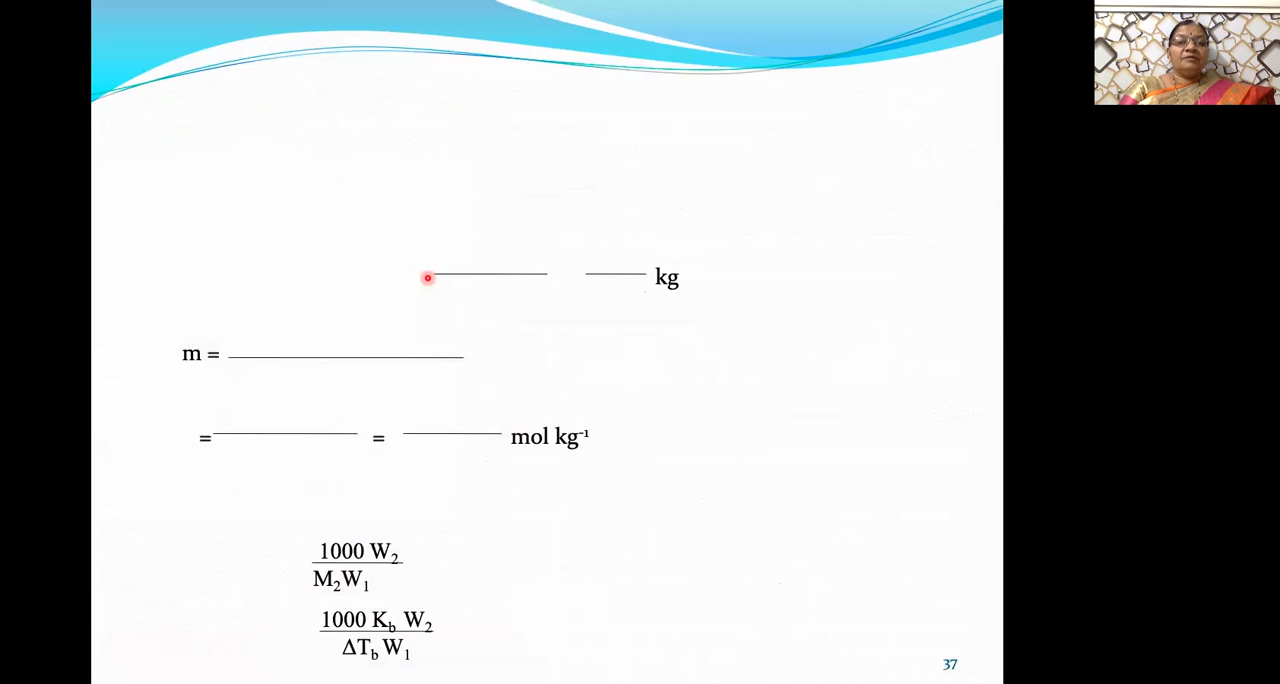 kg
m =
= = mol kg⁻¹
1000 W₂
M₂W₁
1000 K_b W₂
ΔT_b W₁
37